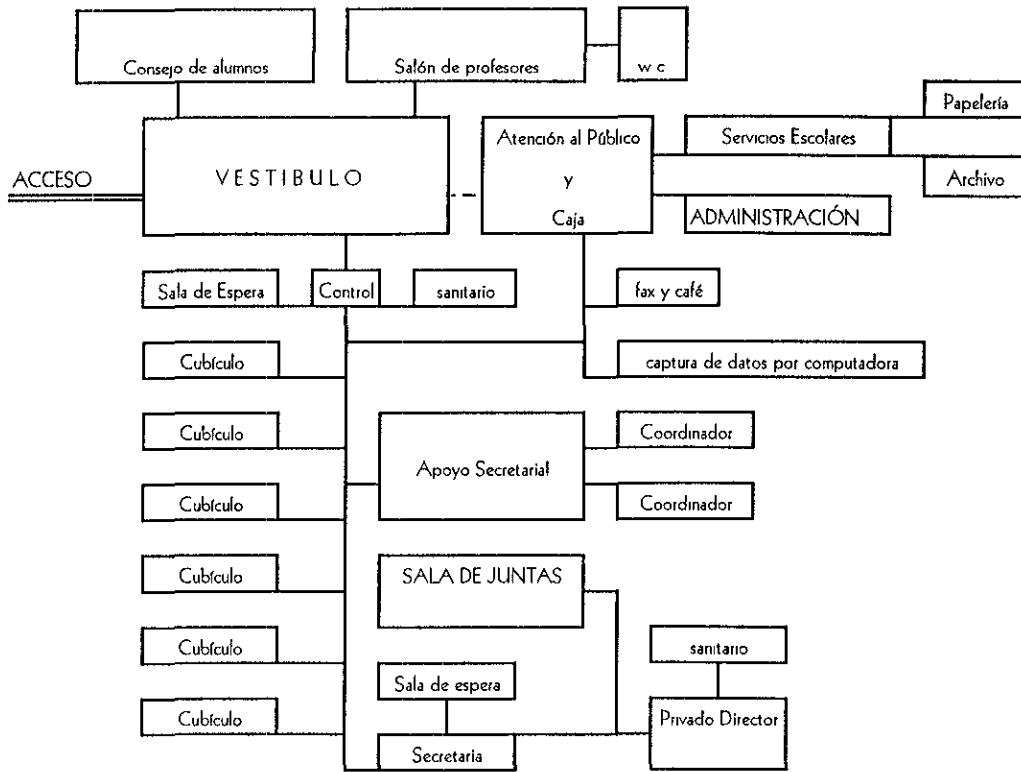 Consejo de alumnos
Salón de profesores
w c
Papelería
Atención al Público
y
Caja
Servicios Escolares
ACCESO
VESTIBULO
Archivo
ADMINISTRACIÓN
Sala de Espera
Control
sanitario
fax y café
Cubículo
captura de datos por computadora
Cubículo
Apoyo Secretarial
Coordinador
Cubículo
Coordinador
Cubículo
SALA DE JUNTAS
Cubículo
sanitario
Sala de espera
Cubículo
Privado Director
Secretaria